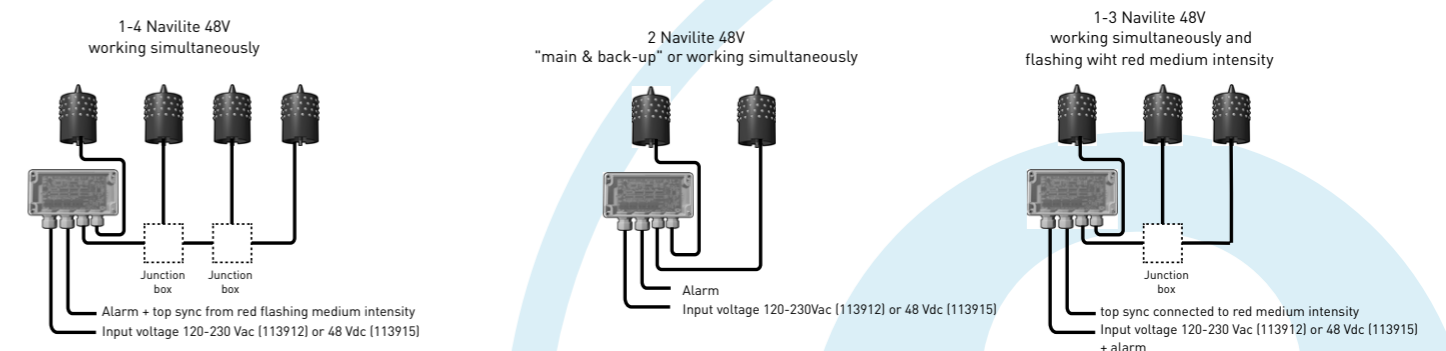 1-4 Navilite 48V
working simultaneously
Junction
box
Junction
box
Alarm + top sync from red flashing medium intensity
Input voltage 120-230 Vac (113912) or 48 Vdc (113915)
2 Navilite 48V
"main & back-up" or working simultaneously
Alarm
Input voltage 120-230Vac (113912) or 48 Vdc (113915)
1-3 Navilite 48V
working simultaneously and
flashing wiht red medium intensity
Junction
box
top sync connected to red medium intensity
Input voltage 120-230 Vac (113912) or 48 Vdc (113915)
+ alarm